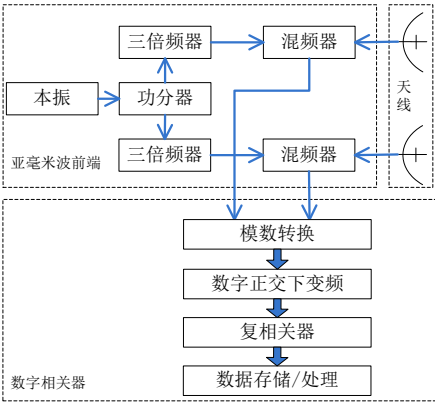 三倍频器
混频器
本振
功分器
天
线
三倍频器
混频器
亚毫米波前端
模数转换
数字正交下变频
复相关器
数据存储/处理
数字相关器